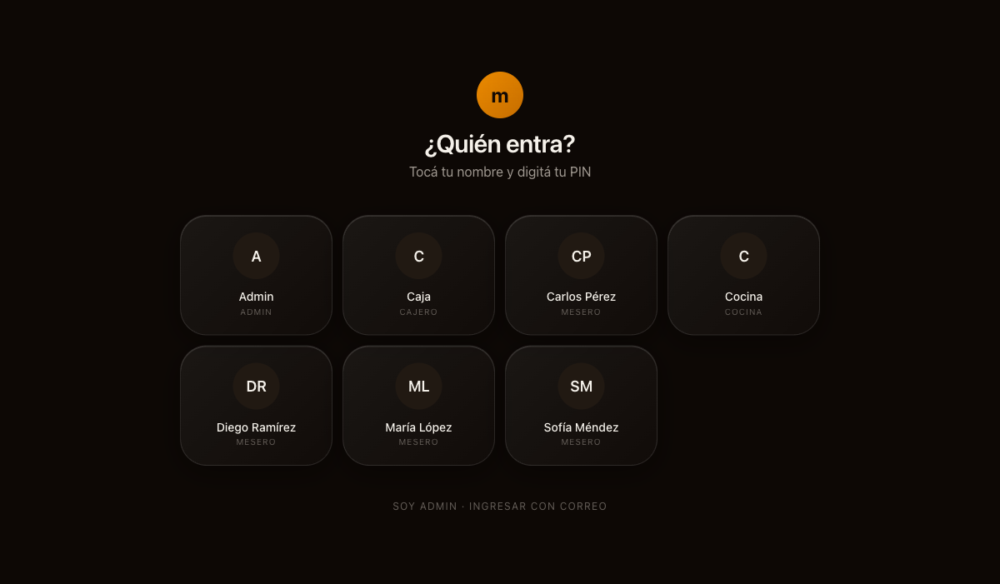 m
¿Quién entra?
Tocá tu nombre y digitá tu PIN
A
Admin
ADMIN
C
Caja
CAJERO
CP
Carlos Pérez
MESERO
C
Cocina
COCINA
DR
Diego Ramírez
MESERO
ML
María López
MESERO
SM
Sofía Méndez
MESERO
SOY ADMIN · INGRESAR CON CORREO